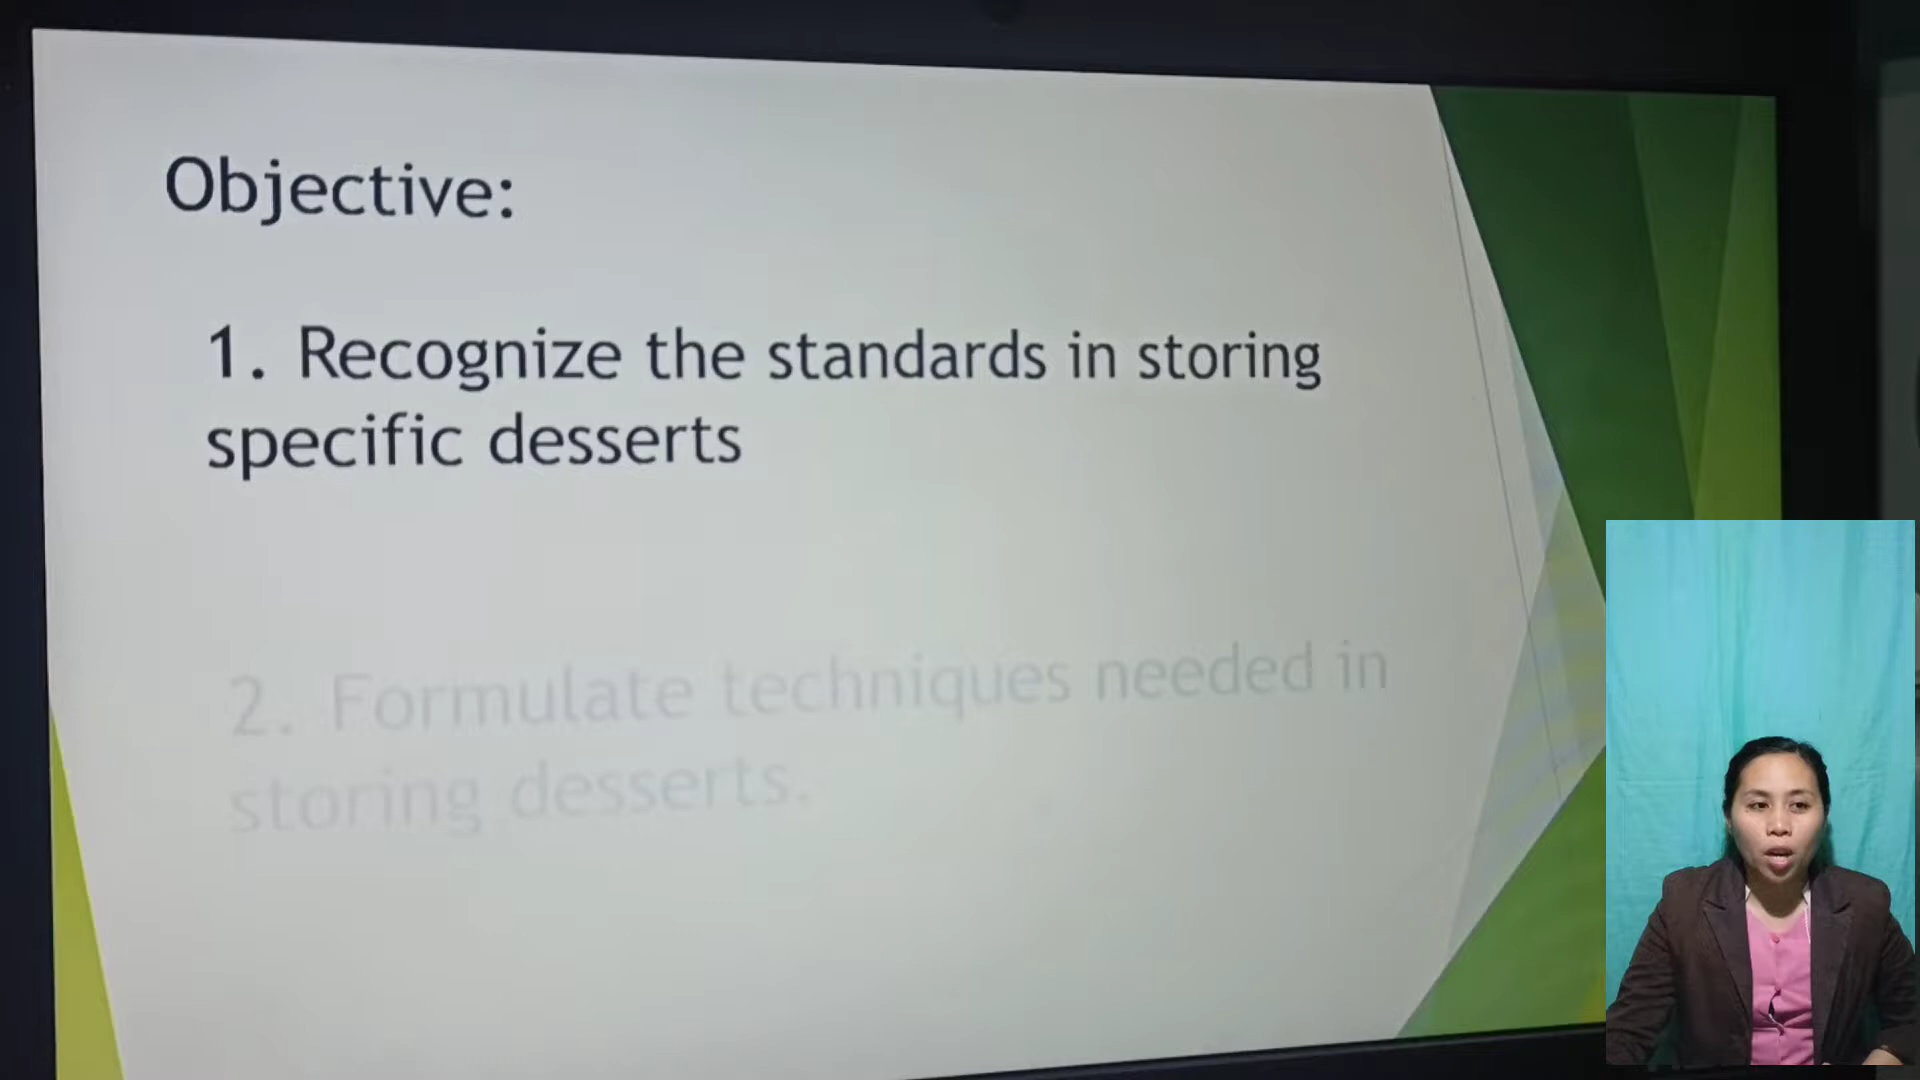 Objective:
1. Recognize the standards in storing
specific desserts
2. Formulate techniques needed in
storing desserts.